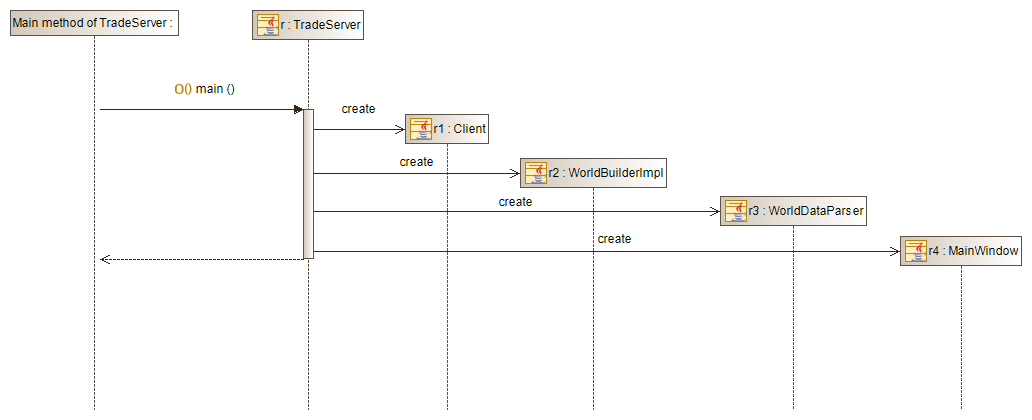 Main method of TradeServer :
r : TradeServer
O() main ()
create
r1 : Client
create
r2 : WorldBuilderImpl
create
r3 : WorldDataParser
create
r4 : MainWindow